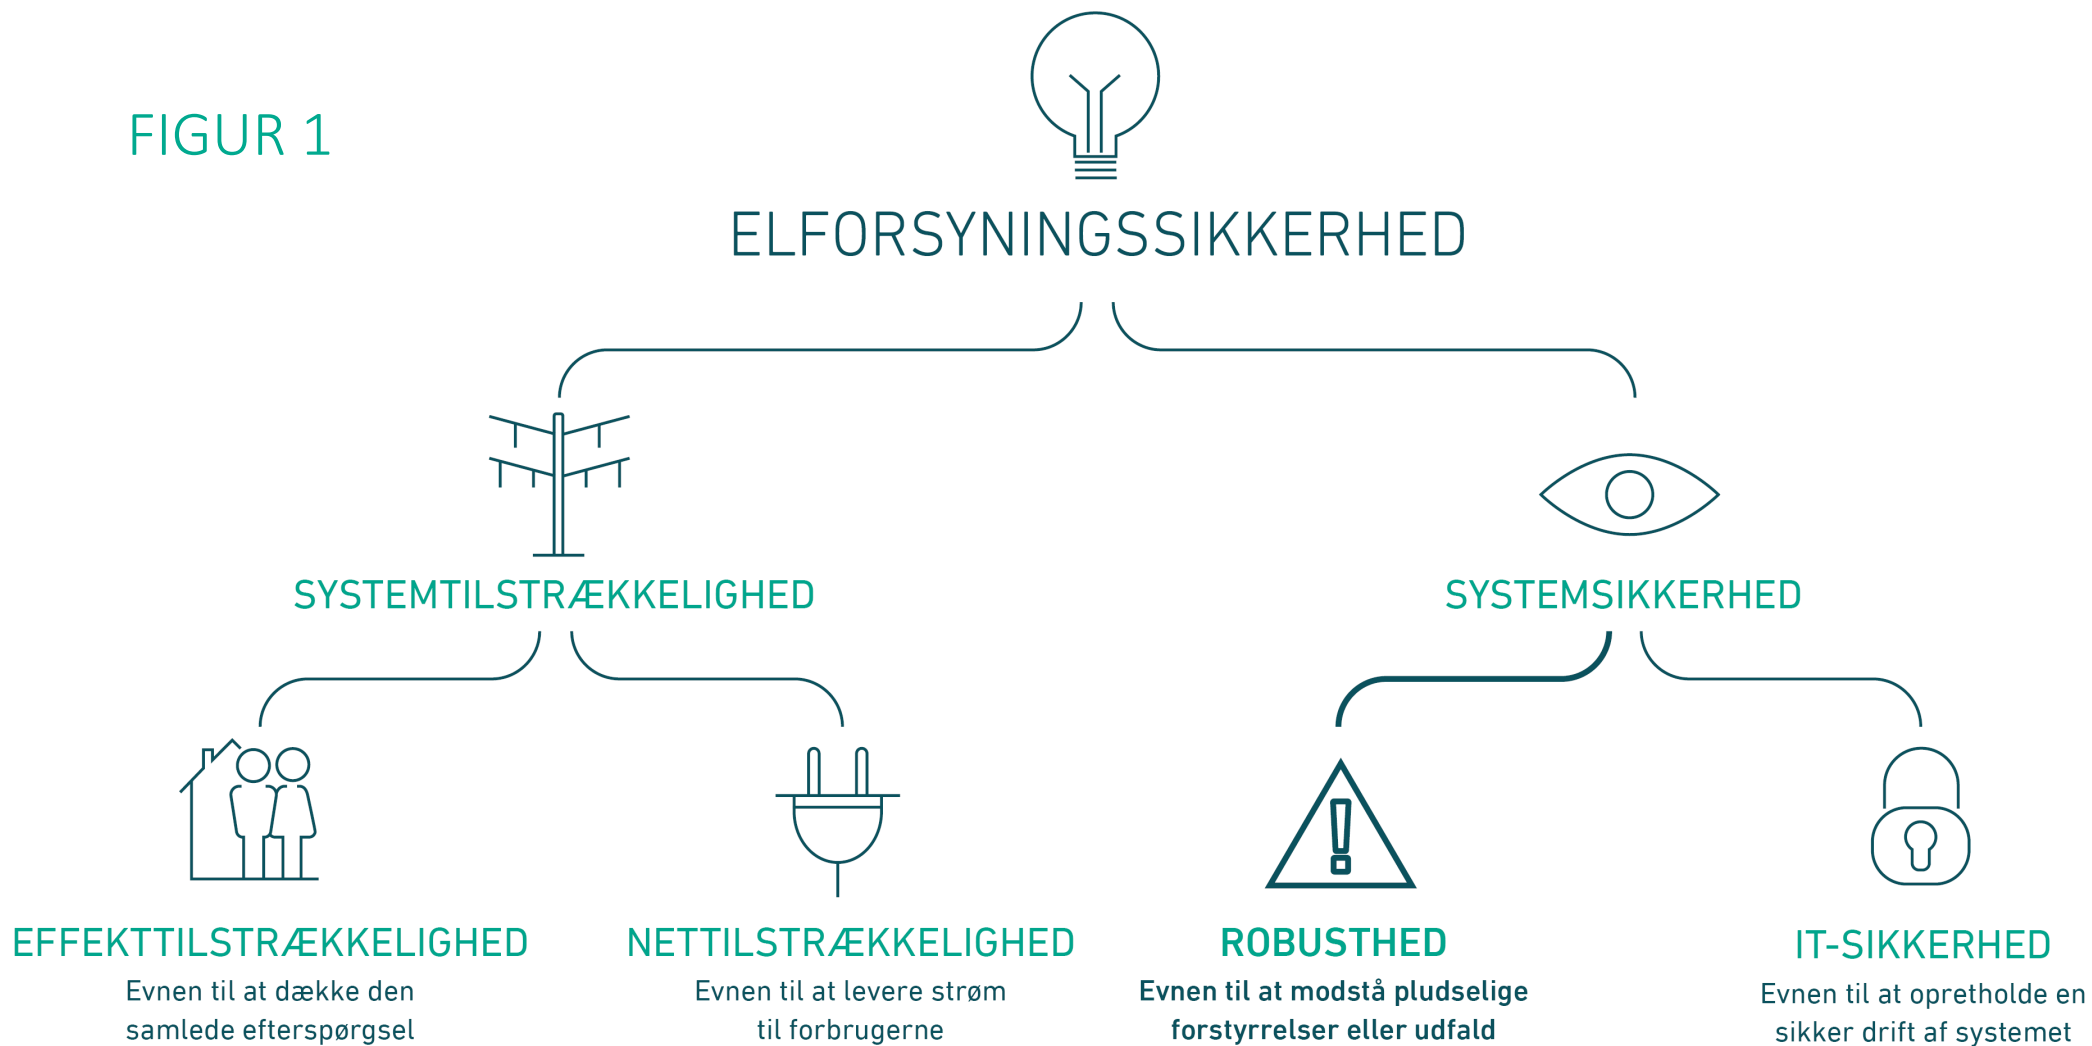 FIGUR 1
ELFORSYNINGSSIKKERHED
SYSTEMTILSTRÆKKELIGHED
SYSTEMSIKKERHED
EFFEKTTILSTRÆKKELIGHED
Evnen til at dække den
samlede efterspørgsel
NETTILSTRÆKKELIGHED
Evnen til at levere strøm
til forbrugerne
ROBUSTHED
Evnen til at modstå pludselige
forstyrrelser eller udfald
IT-SIKKERHED
Evnen til at opretholde en
sikker drift af systemet